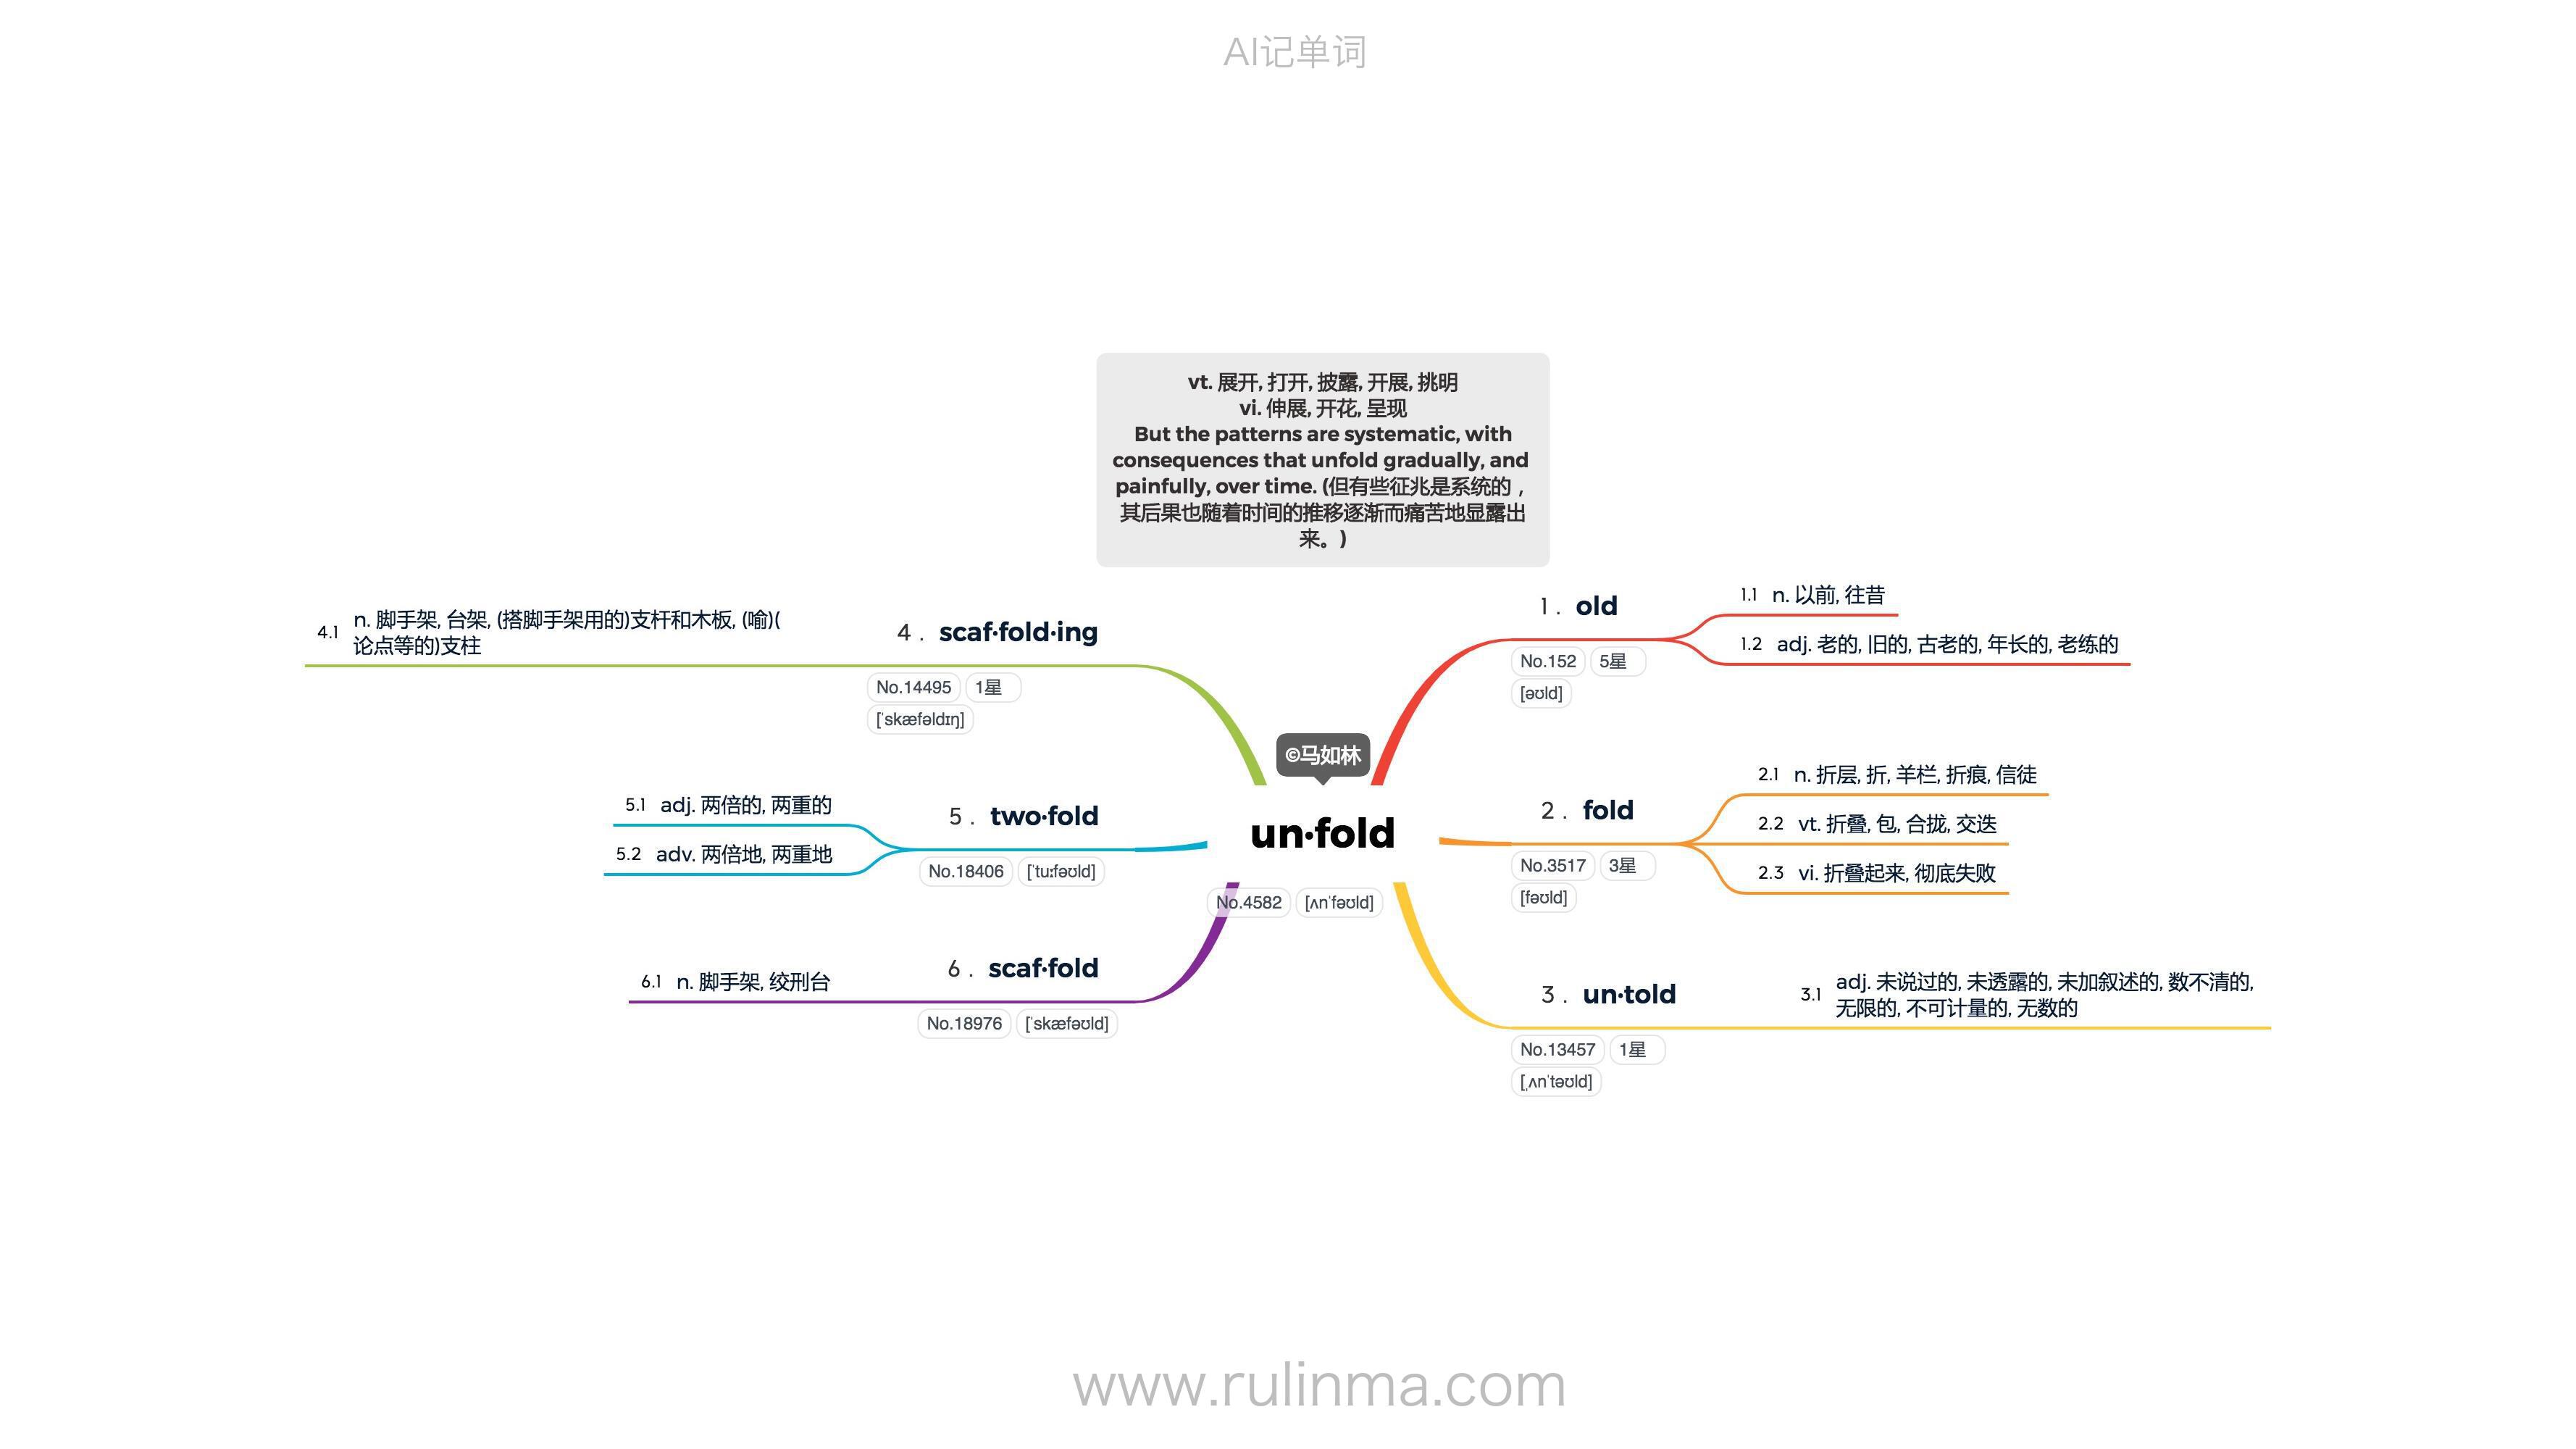 AI记单词
vt. 展开, 打开, 披露, 开展, 挑明
vi. 伸展, 开花, 呈现
But the patterns are systematic, with
consequences that unfold gradually, and
painfully, over time. (但有些征兆是系统的，
其后果也随着时间的推移逐渐而痛苦地显露出
来。)
©马如林
un·fold
No.4582 [ʌnˈfəʊld]
1 . old
No.152 5星
[əʊld]
1.1 n. 以前, 往昔
1.2 adj. 老的, 旧的, 古老的, 年长的, 老练的
2 . fold
No.3517 3星
[fəʊld]
2.1 n. 折层, 折, 羊栏, 折痕, 信徒
2.2 vt. 折叠, 包, 合拢, 交迭
2.3 vi. 折叠起来, 彻底失败
3 . un·told
No.13457 1星
[ˌʌnˈtəʊld]
3.1 adj. 未说过的, 未透露的, 未加叙述的, 数不清的,
无限的, 不可计量的, 无数的
4 . scaf·fold·ing
No.14495 1星
[ˈskæfəldɪŋ]
4.1 n. 脚手架, 台架, (搭脚手架用的)支杆和木板, (喻)(
论点等的)支柱
5 . two·fold
No.18406 [ˈtuːfəʊld]
5.1 adj. 两倍的, 两重的
5.2 adv. 两倍地, 两重地
6 . scaf·fold
No.18976 [ˈskæfəʊld]
6.1 n. 脚手架, 绞刑台
www.rulinma.com